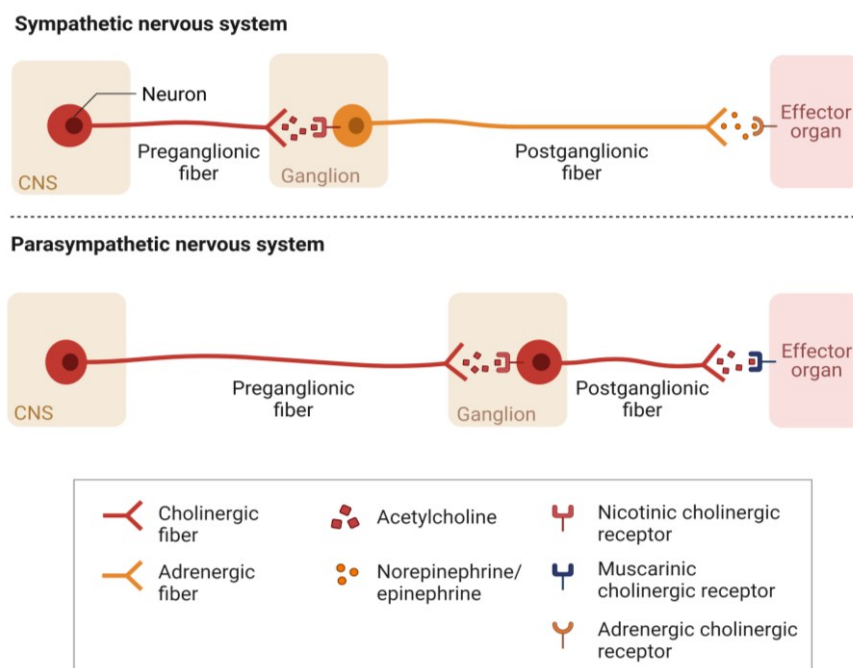 Sympathetic nervous system
Neuron
Effector
organ
Preganglionic
fiber
Postganglionic
fiber
Ganglion
CNS
Parasympathetic nervous system
Effector
organ
Preganglionic
fiber
Postganglionic
fiber
Ganglion
CNS
Cholinergic
fiber
Acetylcholine
Nicotinic cholinergic
receptor
Adrenergic
fiber
Norepinephrine/
epinephrine
Muscarinic
cholinergic receptor
Adrenergic cholinergic
receptor